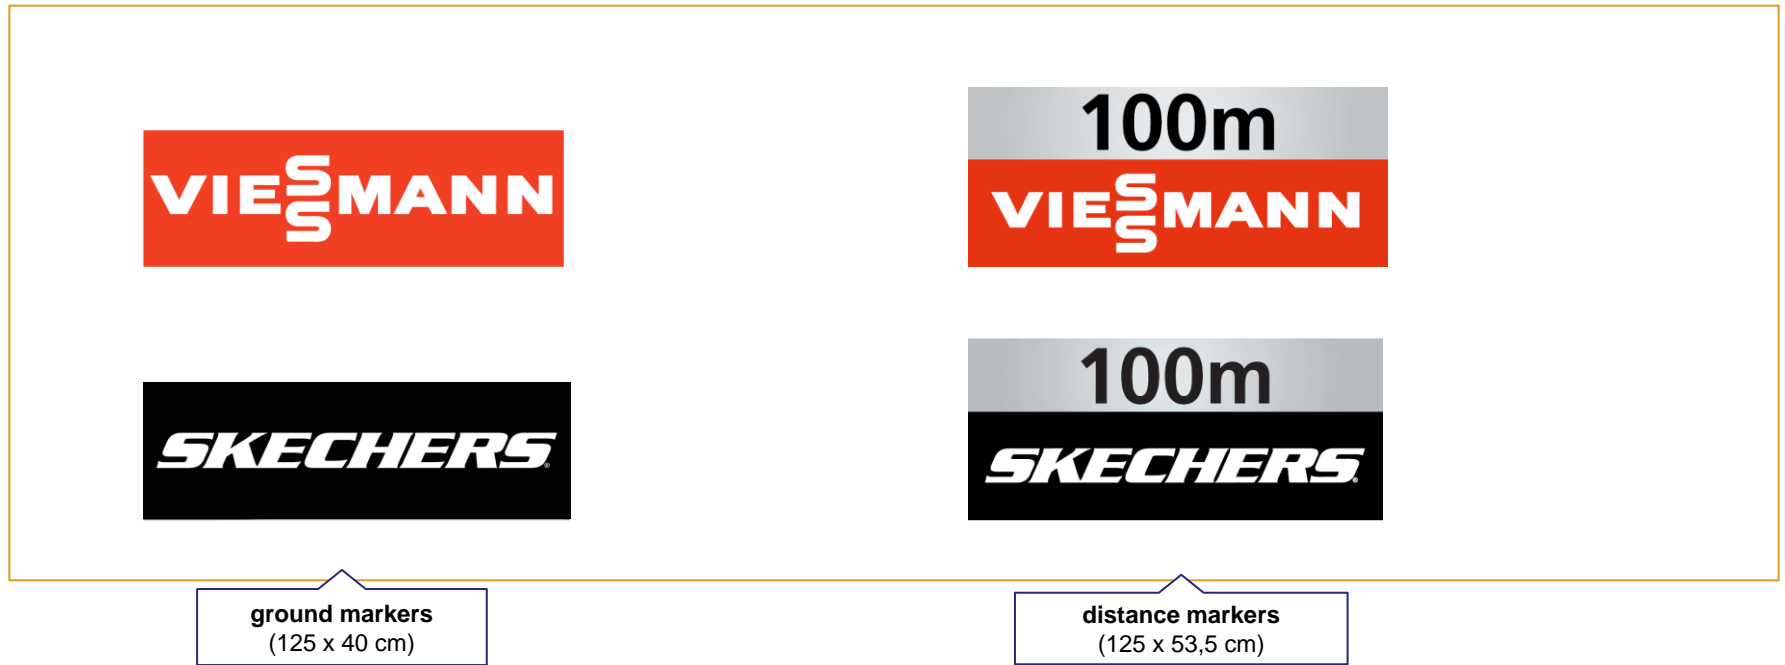 VIESSMANN
100m
VIESSMANN
SKECHERS®
100m
SKECHERS®
ground markers
(125 x 40 cm)
distance markers
(125 x 53,5 cm)